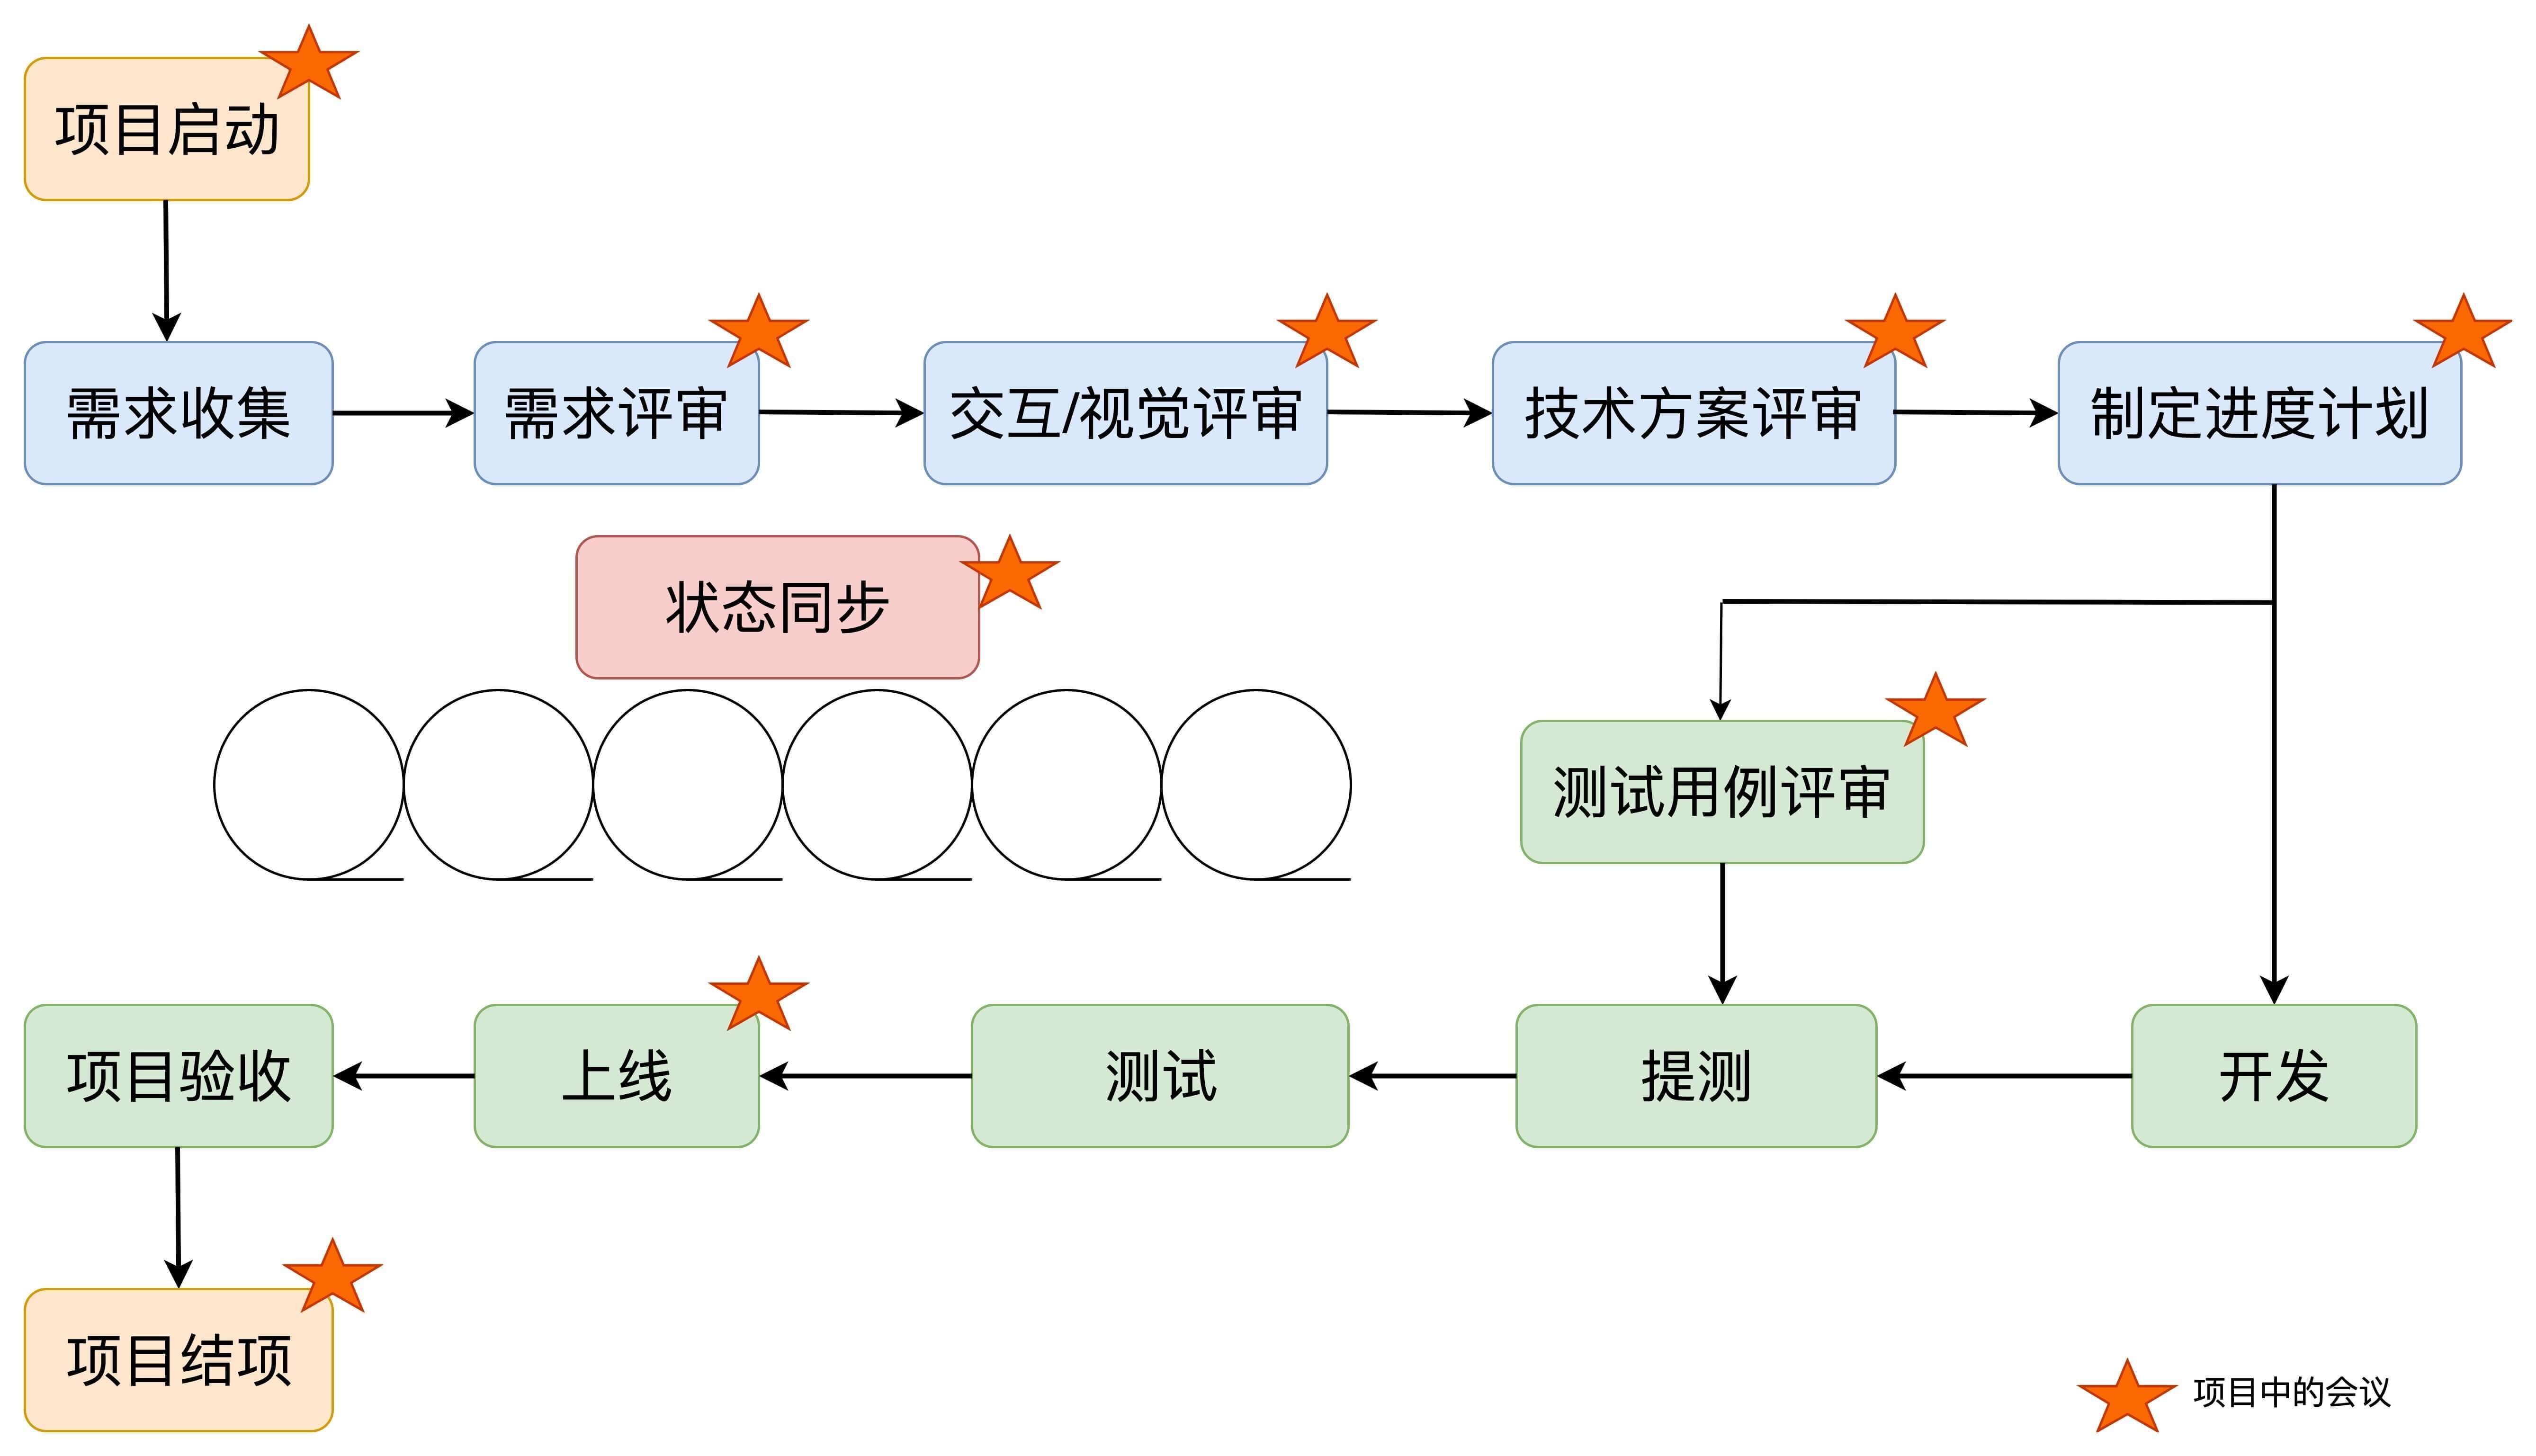 项目启动
需求收集
需求评审
交互/视觉评审
技术方案评审
制定进度计划
状态同步
测试用例评审
项目验收
上线
测试
提测
开发
项目结项
项目中的会议